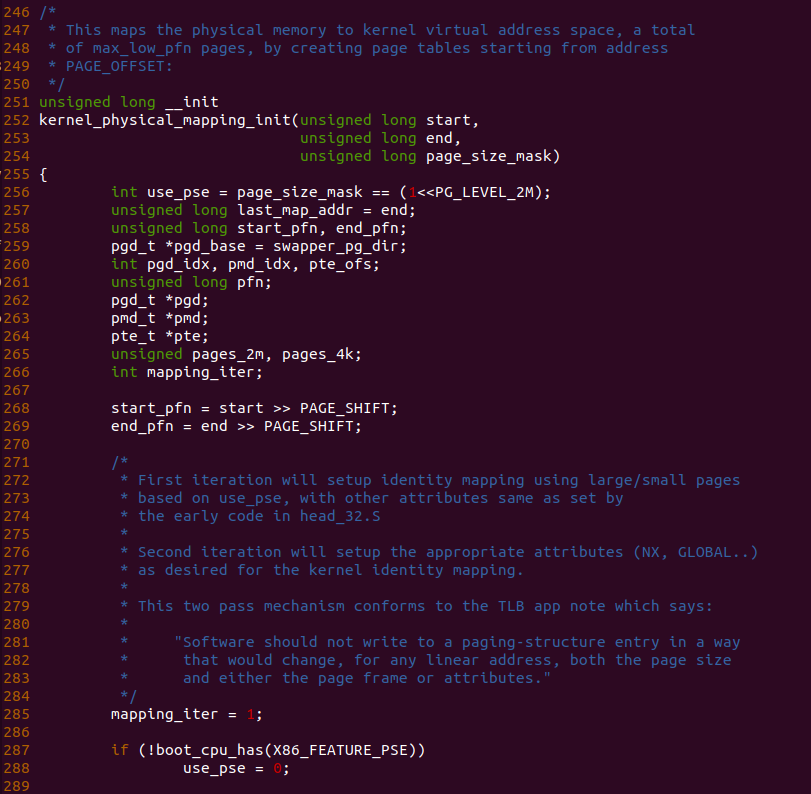 246 /*
247  * This maps the physical memory to kernel virtual address space, a total
248  * of max_low_pfn pages, by creating page tables starting from address
249  * PAGE_OFFSET:
250  */
251 unsigned long __init
252 kernel_physical_mapping_init(unsigned long start,
253                              unsigned long end,
254                              unsigned long page_size_mask)
255 {
256         int use_pse = page_size_mask == (1<<PG_LEVEL_2M);
257         unsigned long last_map_addr = end;
258         unsigned long start_pfn, end_pfn;
259         pgd_t *pgd_base = swapper_pg_dir;
260         int pgd_idx, pmd_idx, pte_ofs;
261         unsigned long pfn;
262         pgd_t *pgd;
263         pmd_t *pmd;
264         pte_t *pte;
265         unsigned pages_2m, pages_4k;
266         int mapping_iter;
267
268         start_pfn = start >> PAGE_SHIFT;
269         end_pfn = end >> PAGE_SHIFT;
270
271         /*
272          * First iteration will setup identity mapping using large/small pages
273          * based on use_pse, with other attributes same as set by
274          * the early code in head_32.S
275          *
276          * Second iteration will setup the appropriate attributes (NX, GLOBAL..)
277          * as desired for the kernel identity mapping.
278          *
279          * This two pass mechanism conforms to the TLB app note which says:
280          *
281          *     "Software should not write to a paging-structure entry in a way
282          *      that would change, for any linear address, both the page size
283          *      and either the page frame or attributes."
284          */
285         mapping_iter = 1;
286
287         if (!boot_cpu_has(X86_FEATURE_PSE))
288                 use_pse = 0;
289